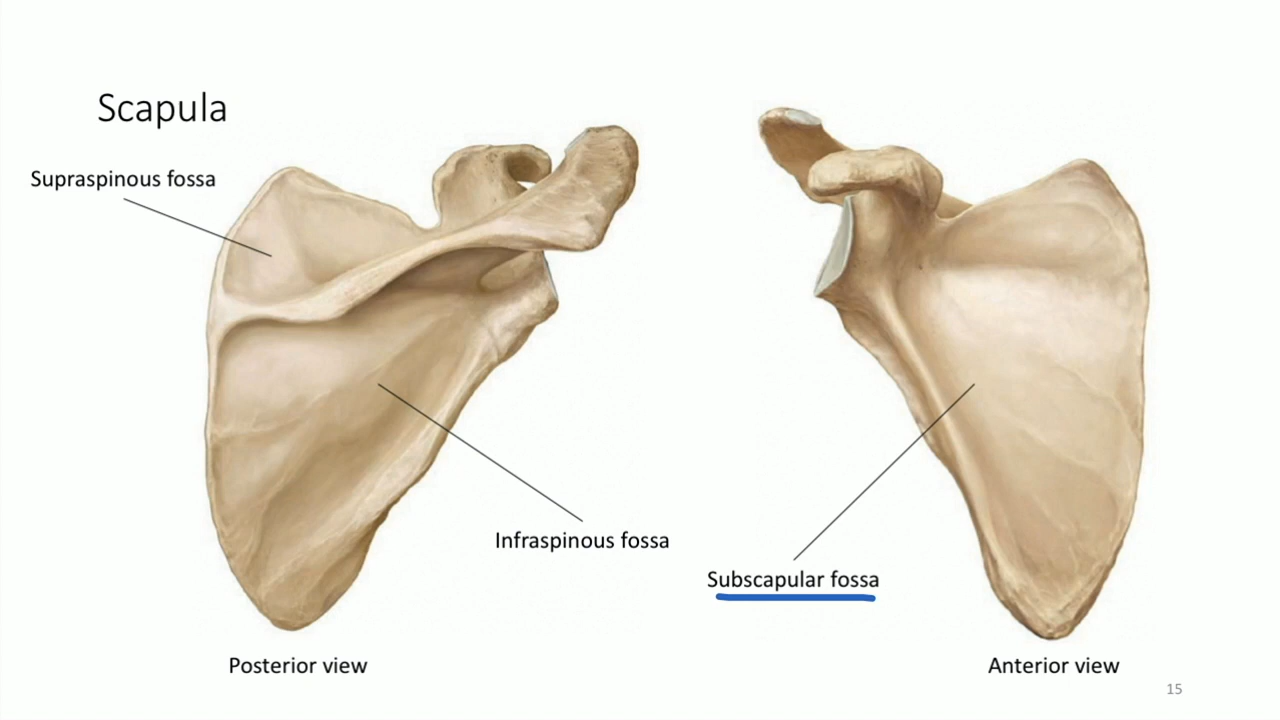 Scapula
Supraspinous fossa
Infraspinous fossa
Subscapular fossa
Posterior view
Anterior view
15